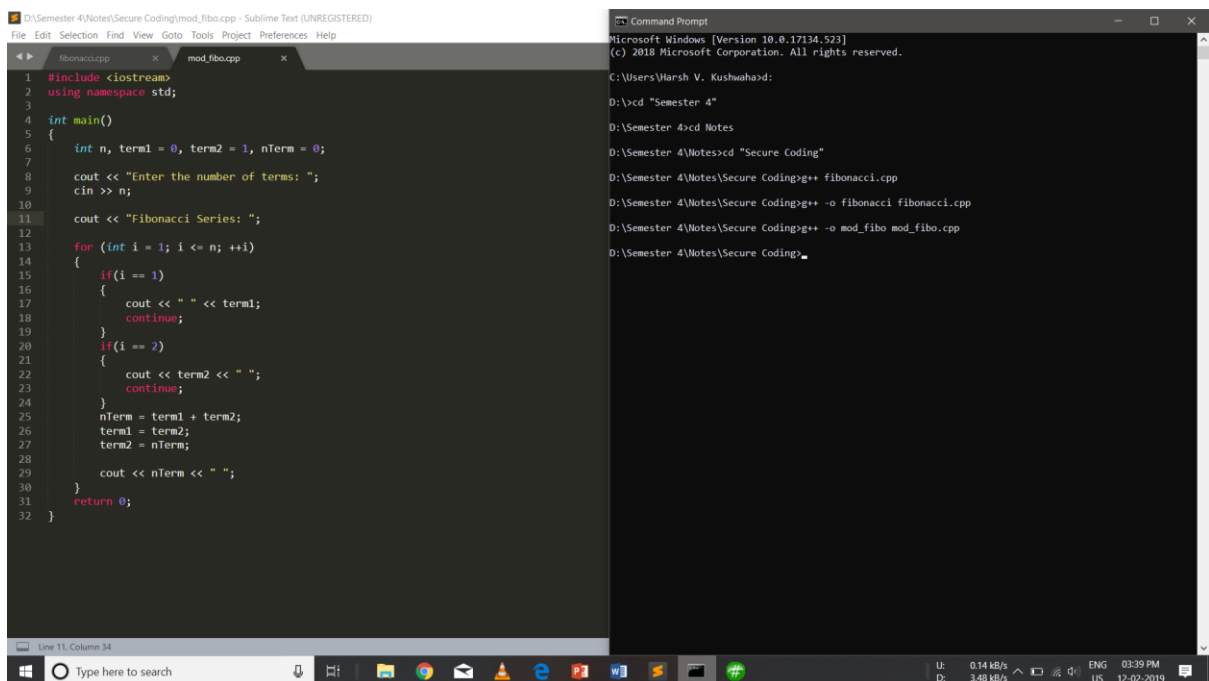 D:\Semester 4\Notes\Secure Coding\mod_fibo.cpp - Sublime Text (UNREGISTERED)
File Edit Selection Find View Goto Tools Project Preferences Help
fibonacci.cpp × mod_fibo.cpp ×
1 #include <iostream>
2 using namespace std;
3
4 int main()
5 {
6 int n, term1 = 0, term2 = 1, nTerm = 0;
7
8 cout << "Enter the number of terms: ";
9 cin >> n;
10
11 cout << "Fibonacci Series: ";
12
13 for (int i = 1; i <= n; ++i)
14 {
15 if(i == 1)
16 {
17 cout << " " << term1;
18 continue;
19 }
20 if(i == 2)
21 {
22 cout << term2 << " ";
23 continue;
24 }
25 nTerm = term1 + term2;
26 term1 = term2;
27 term2 = nTerm;
28
29 cout << nTerm << " ";
30 }
31 return 0;
32 }
Line 11, Column 34
Command Prompt
Microsoft Windows [Version 10.0.17134.523]
(c) 2018 Microsoft Corporation. All rights reserved.
C:\Users\Harsh V. Kushwaha>d:
D:\>cd "Semester 4"
D:\Semester 4>cd Notes
D:\Semester 4\Notes>cd "Secure Coding"
D:\Semester 4\Notes\Secure Coding>g++ fibonacci.cpp
D:\Semester 4\Notes\Secure Coding>g++ -o fibonacci fibonacci.cpp
D:\Semester 4\Notes\Secure Coding>g++ -o mod_fibo mod_fibo.cpp
D:\Semester 4\Notes\Secure Coding>_
Type here to search
U: 0.14 kB/s
D: 3.48 kB/s
ENG
US
03:39 PM
12-02-2019